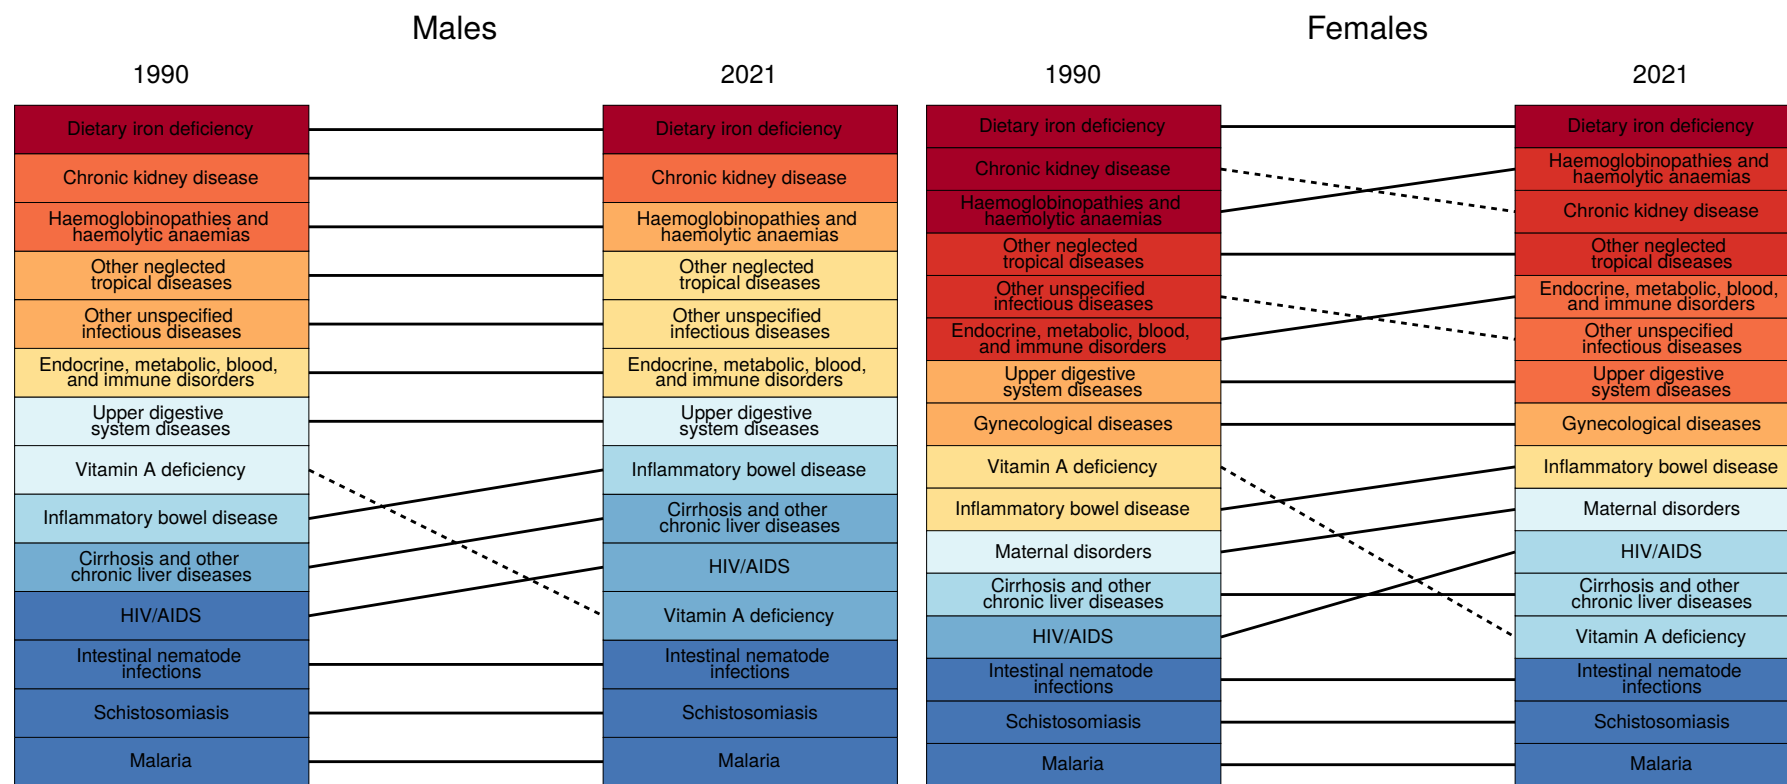 Males
1990
2021
Dietary iron deficiency
Chronic kidney disease
Haemoglobinopathies and
haemolytic anaemias
Other neglected
tropical diseases
Other unspecified
infectious diseases
Endocrine, metabolic, blood,
and immune disorders
Upper digestive
system diseases
Vitamin A deficiency
Inflammatory bowel disease
Cirrhosis and other
chronic liver diseases
HIV/AIDS
Intestinal nematode
infections
Schistosomiasis
Malaria
Dietary iron deficiency
Chronic kidney disease
Haemoglobinopathies and
haemolytic anaemias
Other neglected
tropical diseases
Other unspecified
infectious diseases
Endocrine, metabolic, blood,
and immune disorders
Upper digestive
system diseases
Inflammatory bowel disease
Cirrhosis and other
chronic liver diseases
HIV/AIDS
Vitamin A deficiency
Intestinal nematode
infections
Schistosomiasis
Malaria
Females
1990
2021
Dietary iron deficiency
Chronic kidney disease
Haemoglobinopathies and
haemolytic anaemias
Other neglected
tropical diseases
Other unspecified
infectious diseases
Endocrine, metabolic, blood,
and immune disorders
Upper digestive
system diseases
Gynecological diseases
Vitamin A deficiency
Inflammatory bowel disease
Maternal disorders
Cirrhosis and other
chronic liver diseases
HIV/AIDS
Intestinal nematode
infections
Schistosomiasis
Malaria
Dietary iron deficiency
Haemoglobinopathies and
haemolytic anaemias
Chronic kidney disease
Other neglected
tropical diseases
Endocrine, metabolic, blood,
and immune disorders
Other unspecified
infectious diseases
Upper digestive
system diseases
Gynecological diseases
Inflammatory bowel disease
Maternal disorders
HIV/AIDS
Cirrhosis and other
chronic liver diseases
Vitamin A deficiency
Intestinal nematode
infections
Schistosomiasis
Malaria